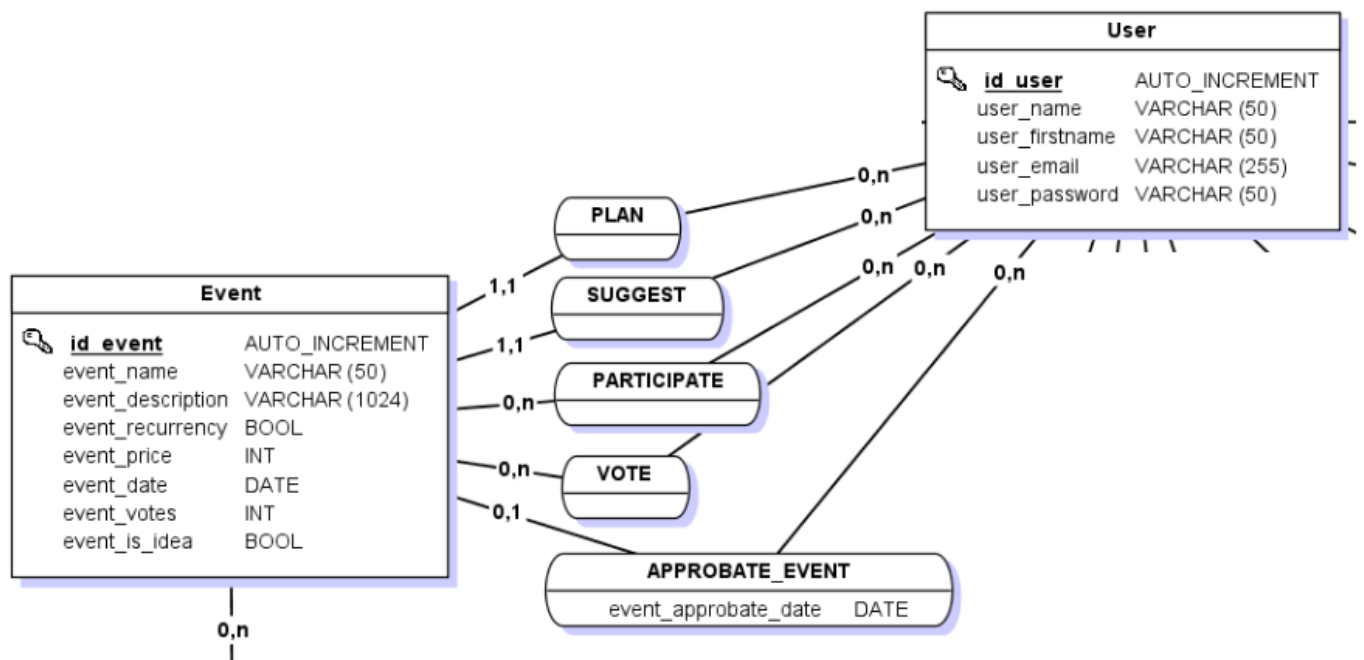 User
id_user AUTO_INCREMENT
user_name VARCHAR (50)
user_firstname VARCHAR (50)
user_email VARCHAR (255)
user_password VARCHAR (50)
0,n
PLAN
0,n
0,n
0,n
0,n
1,1
Event
SUGGEST
1,1
id_event AUTO_INCREMENT
event_name VARCHAR (50)
event_description VARCHAR (1024)
event_recurrency BOOL
event_price INT
event_date DATE
event_votes INT
event_is_idea BOOL
PARTICIPATE
0,n
0,n
VOTE
0,1
APPROBATE_EVENT
event_approbate_date DATE
0,n